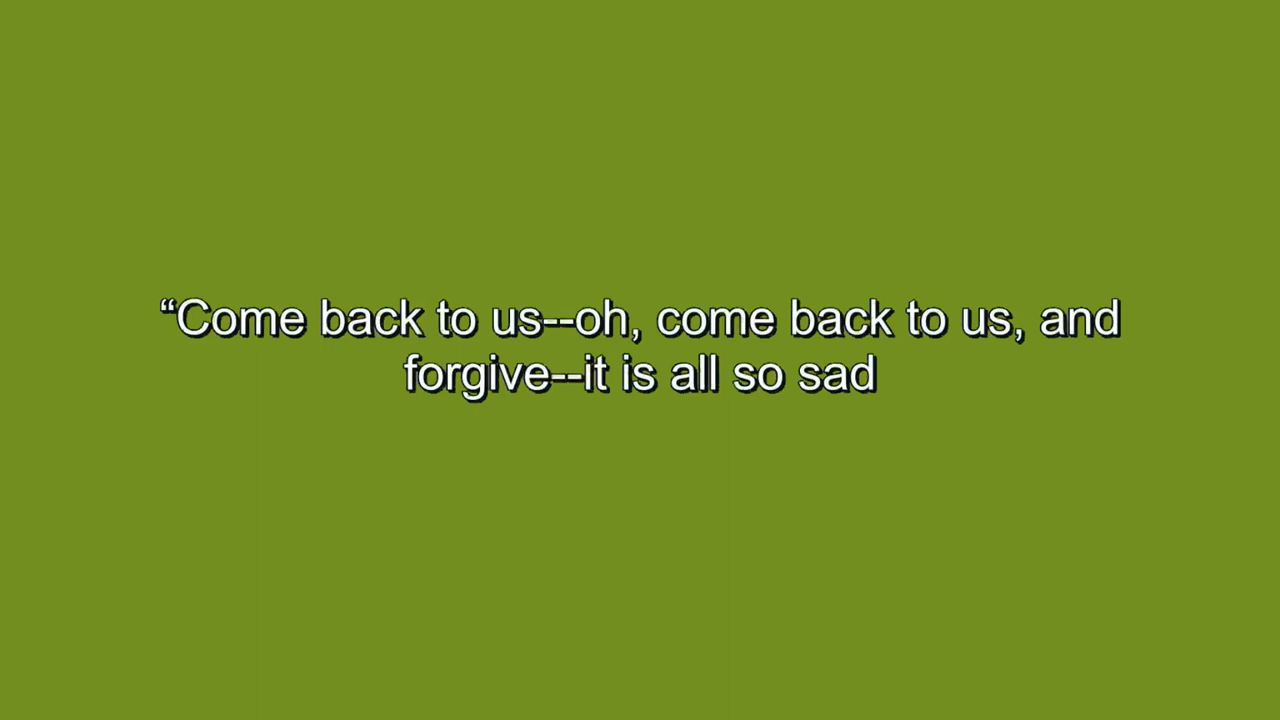 “Come back to us--oh, come back to us, and
forgive--it is all so sad